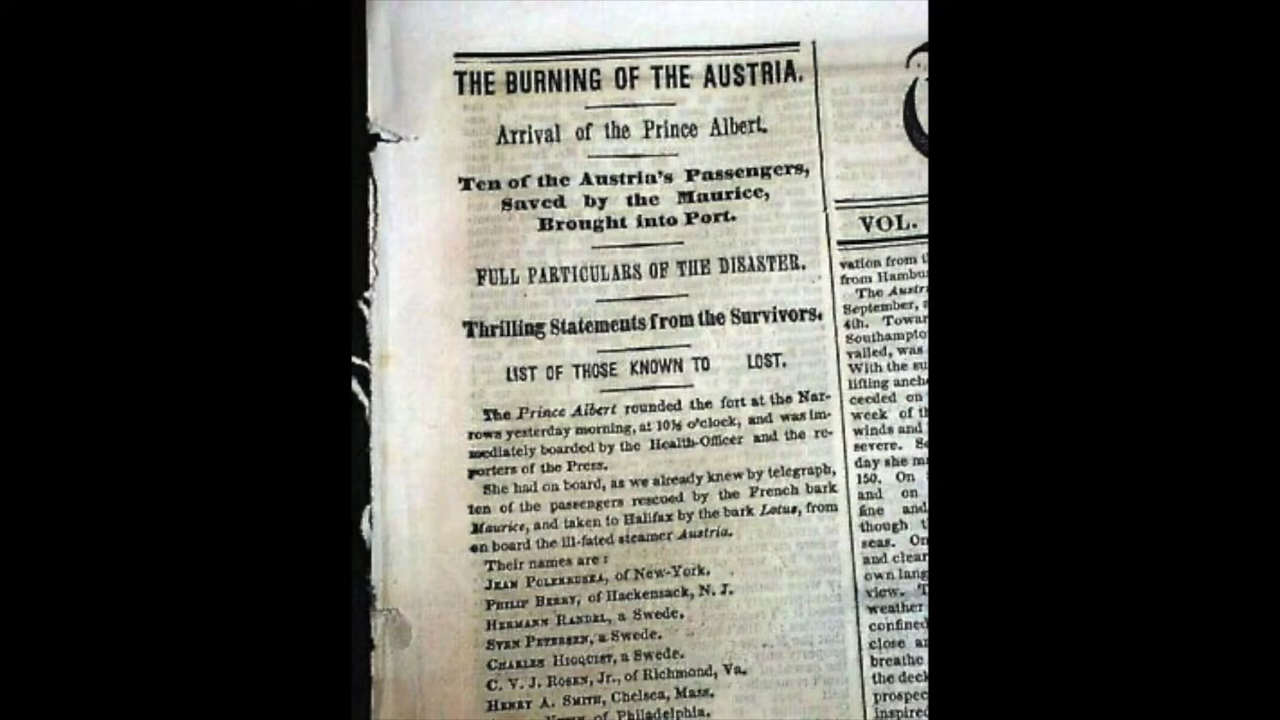 THE BURNING OF THE AUSTRIA.
Arrival of the Prince Albert.
Ten of the Austria's Passengers,
Saved by the Maurice,
Brought into Port.
FULL PARTICULARS OF THE DISASTER.
Thrilling Statements from the Survivors.
LIST OF THOSE KNOWN TO LOST.
The Prince Albert rounded the fort at the Nar-
rows yesterday morning, at 10½ o'clock, and was im-
mediately boarded by the Health-Officer and the re-
porters of the Press.
She had on board, as we already knew by telegraph,
ten of the passengers rescued by the French bark
Maurice, and taken to Halifax by the bark Lotus, from
on board the ill-fated steamer Austria.
Their names are:
JEAN POLEKRUSKA, of New-York.
PHILIP BERRY, of Hackensack, N. J.
HERMANN RANDEL, a Swede.
SVEN PETERSEN, a Swede.
CHARLES HIOQUIST, a Swede.
C. V. J. ROSEN, Jr., of Richmond, Va.
HENRY A. SMITH, Chelsea, Mass.
of Philadelphia.
VOL.
vation from
from Hambu
The Austr
September,
4th. Towar
Southampto
vailed, was
With the su
lifting anch
ceeded on
week of th
winds and
severe. So
day she ma
150. On
and on
fine and
though t
seas. On
and clear
own lang
view. T
weather
confined
close a
breathe
the deck
prospec
inspired